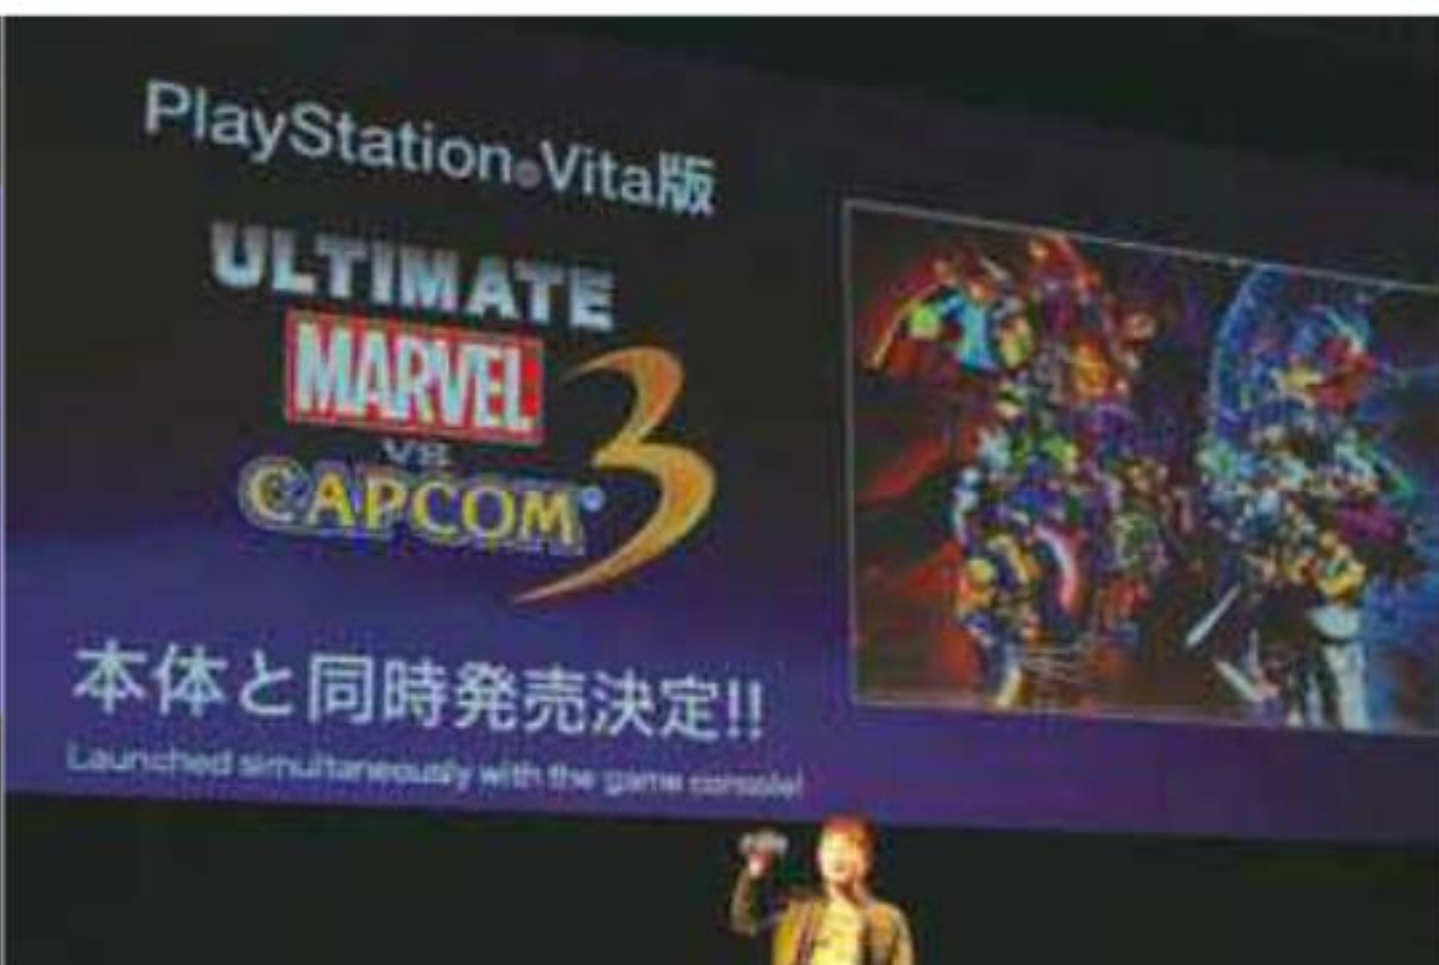 PlayStation®Vita版
ULTIMATE
MARVEL
VS.
CAPCOM® 3
本体と同時発売決定!!
Launched simultaneously with the game console!